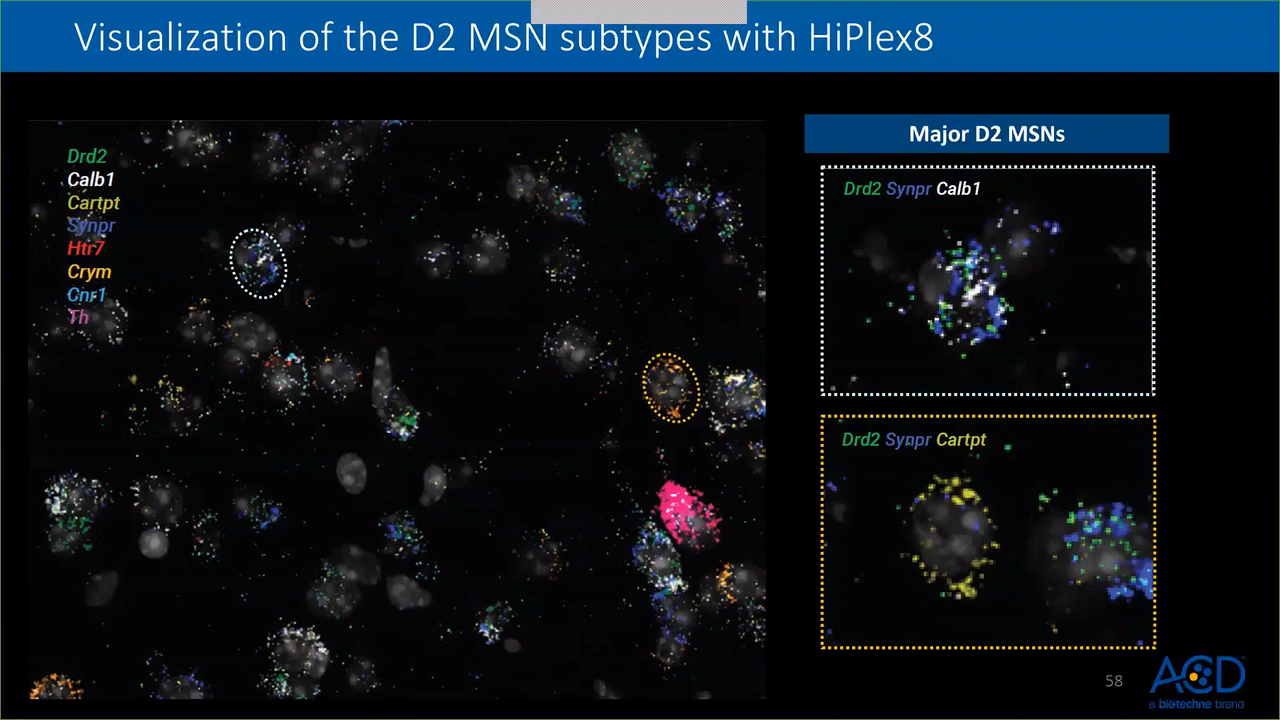 Visualization of the D2 MSN subtypes with HiPlex8
Drd2
Calb1
Cartpt
Synpr
Htr7
Crym
Cnr1
Th
Major D2 MSNs
Drd2 Synpr Calb1
Drd2 Synpr Cartpt
58
ACD
a biotechne brand